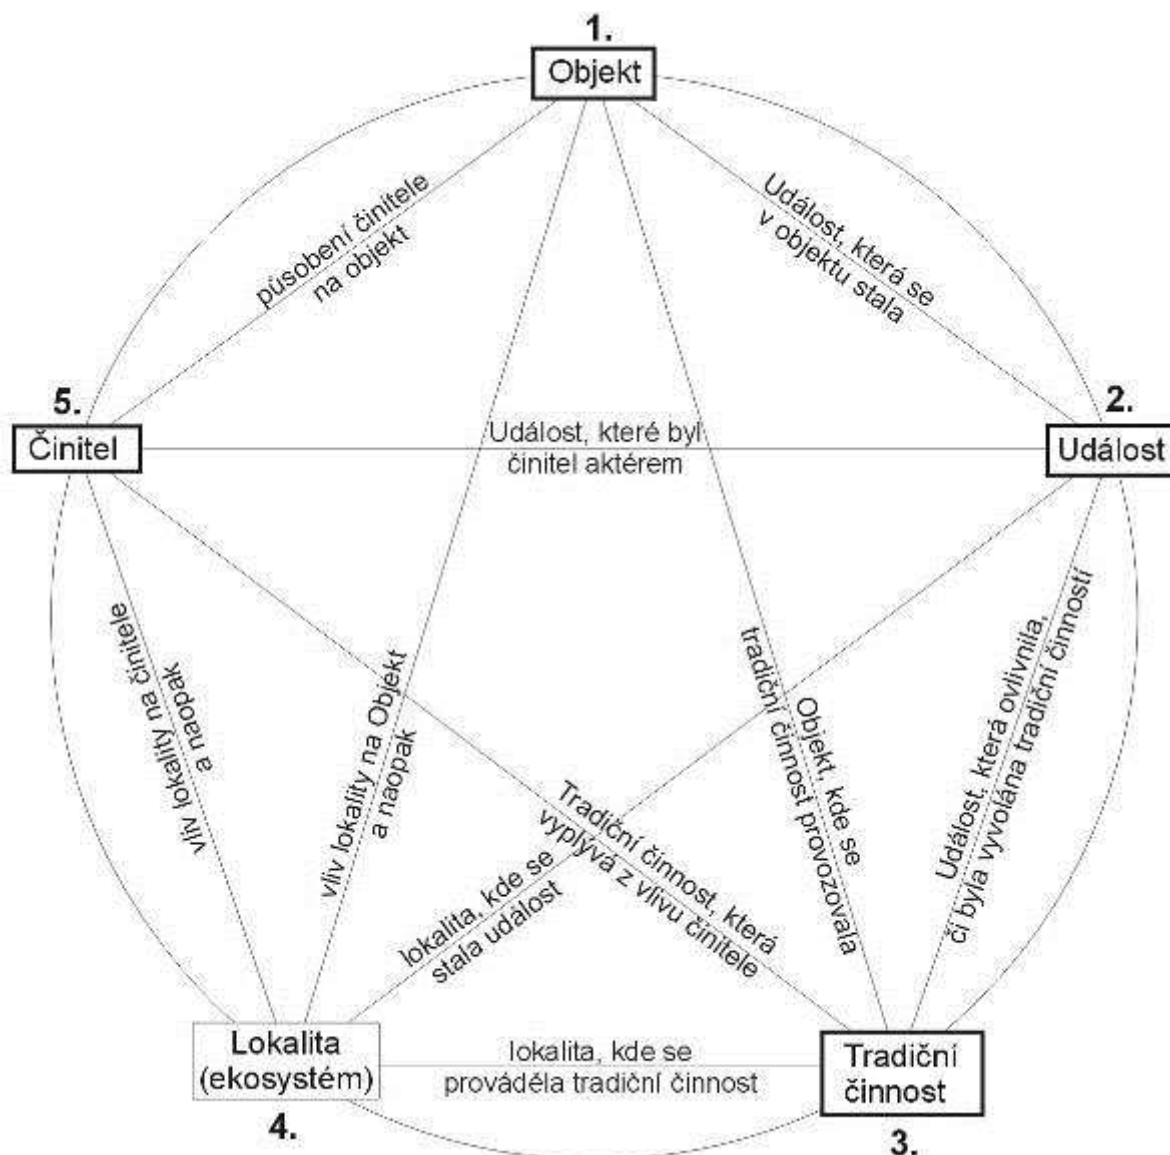 1.
Objekt
působení činitele
na objekt
Událost, která se
v objektu stala
5.
Činitel
2.
Událost
Událost, které byl
činitel aktérem
vliv lokality na činitele
a naopak
vliv lokality na Objekt
a naopak
Objekt, kde se
tradiční činnost provozovala
Událost, která ovlivnila,
či byla vyvolána tradiční činností
Tradiční činnost, která
vyplývá z vlivu činitele
lokalita, kde se
stala událost
Lokalita
(ekosystém)
4.
lokalita, kde se
prováděla tradiční činnost
Tradiční
činnost
3.